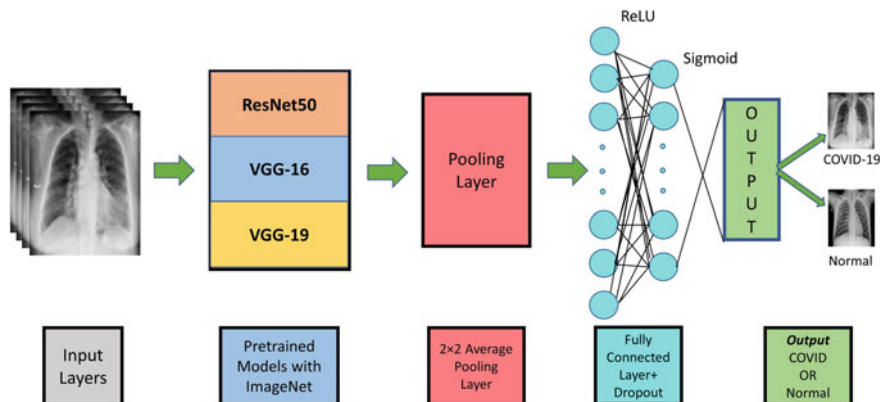 ReLU
Sigmoid
ResNet50
VGG-16
VGG-19
Pooling
Layer
O
U
T
P
U
T
COVID-19
Normal
Input
Layers
Pretrained
Models with
ImageNet
2×2 Average
Pooling
Layer
Fully
Connected
Layer+
Dropout
Output
COVID
OR
Normal